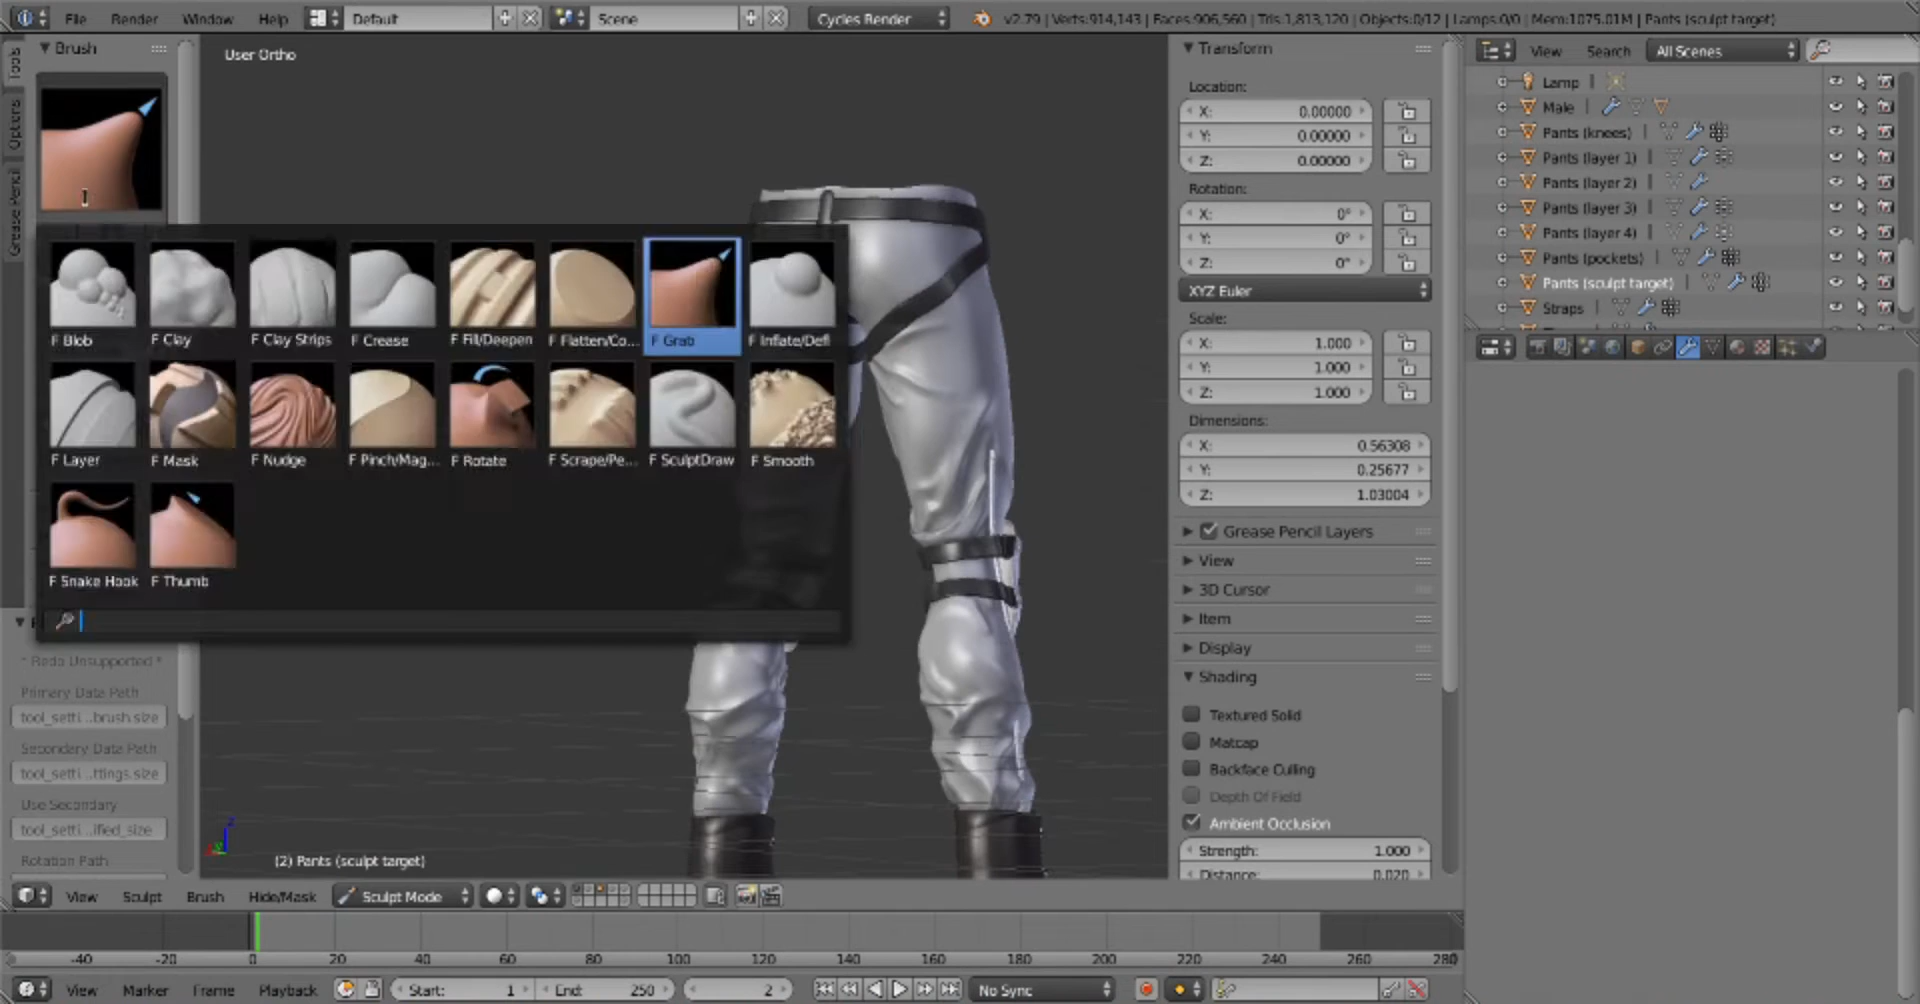 File Render Window Help Default Scene Cycles Render v2.79 | Verts:914,143 | Faces:906,560 | Tris:1,813,120 | Objects:0/12 | Lamps:0/0 | Mem:1075.01M | Pants (sculpt target)
Tools
Options
Grease Pencil
Brush
User Ortho
F Blob
F Clay
F Clay Strips
F Crease
F Fill/Deepen
F Flatten/Co...
F Grab
F Inflate/Defl
F Layer
F Mask
F Nudge
F Pinch/Mag...
F Rotate
F Scrape/Pe...
F SculptDraw
F Smooth
F Snake Hook
F Thumb
* Redo Unsupported *
Primary Data Path
tool_setti...brush.size
Secondary Data Path
tool_setti...ttings.size
Use Secondary
tool_setti...ified_size
Rotation Path
(2) Pants (sculpt target)
Transform
Location:
X: 0.00000
Y: 0.00000
Z: 0.00000
Rotation:
X: 0°
Y: 0°
Z: 0°
XYZ Euler
Scale:
X: 1.000
Y: 1.000
Z: 1.000
Dimensions:
X: 0.56308
Y: 0.25677
Z: 1.03004
Grease Pencil Layers
View
3D Cursor
Item
Display
Shading
Textured Solid
Matcap
Backface Culling
Depth Of Field
Ambient Occlusion
Strength: 1.000
Distance: 0.020
View Search All Scenes
Lamp
Male
Pants (knees)
Pants (layer 1)
Pants (layer 2)
Pants (layer 3)
Pants (layer 4)
Pants (pockets)
Pants (sculpt target)
Straps
View Sculpt Brush Hide/Mask Sculpt Mode
-40 -20 0 20 40 60 80 100 120 140 160 180 200 220 240 260 280
View Marker Frame Playback Start: 1 End: 250 2 No Sync